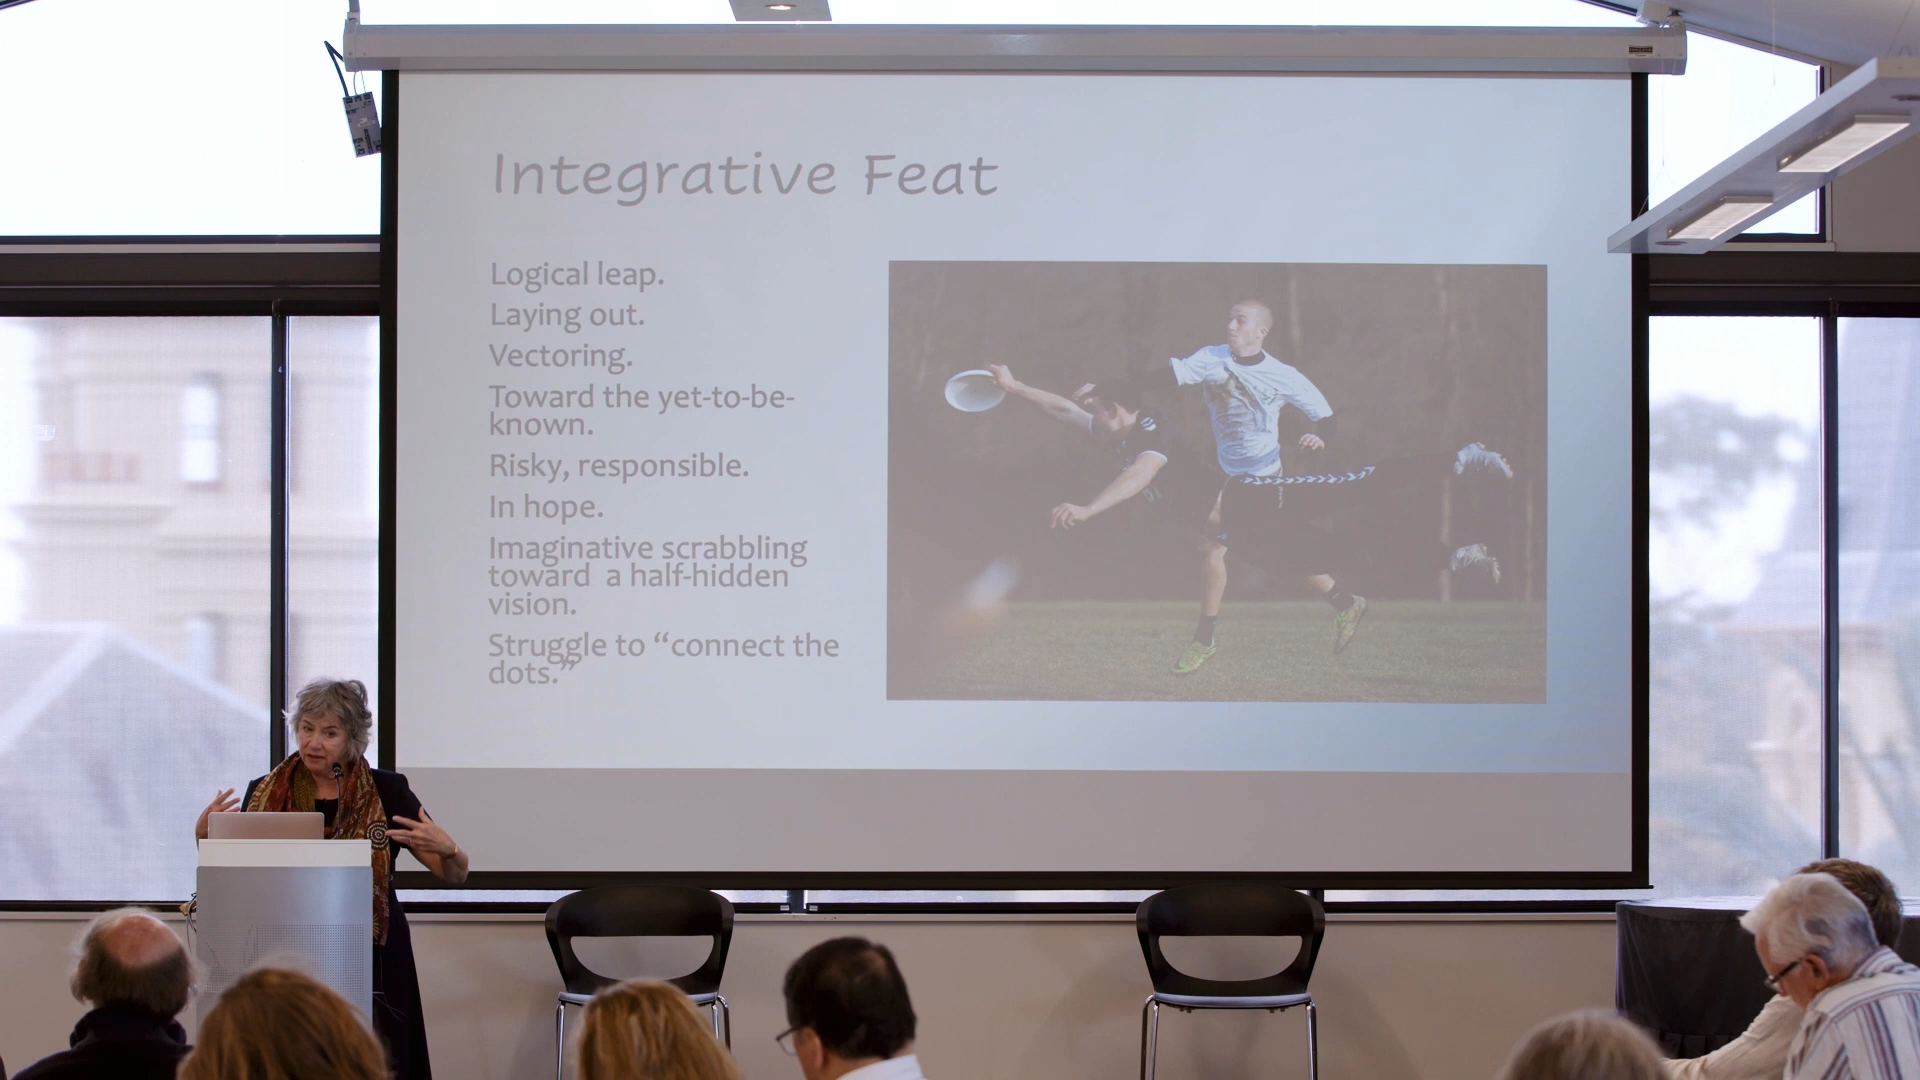 Integrative Feat
Logical leap.
Laying out.
Vectoring.
Toward the yet-to-be-
known.
Risky, responsible.
In hope.
Imaginative scrabbling
toward a half-hidden
vision.
Struggle to “connect the
dots.”